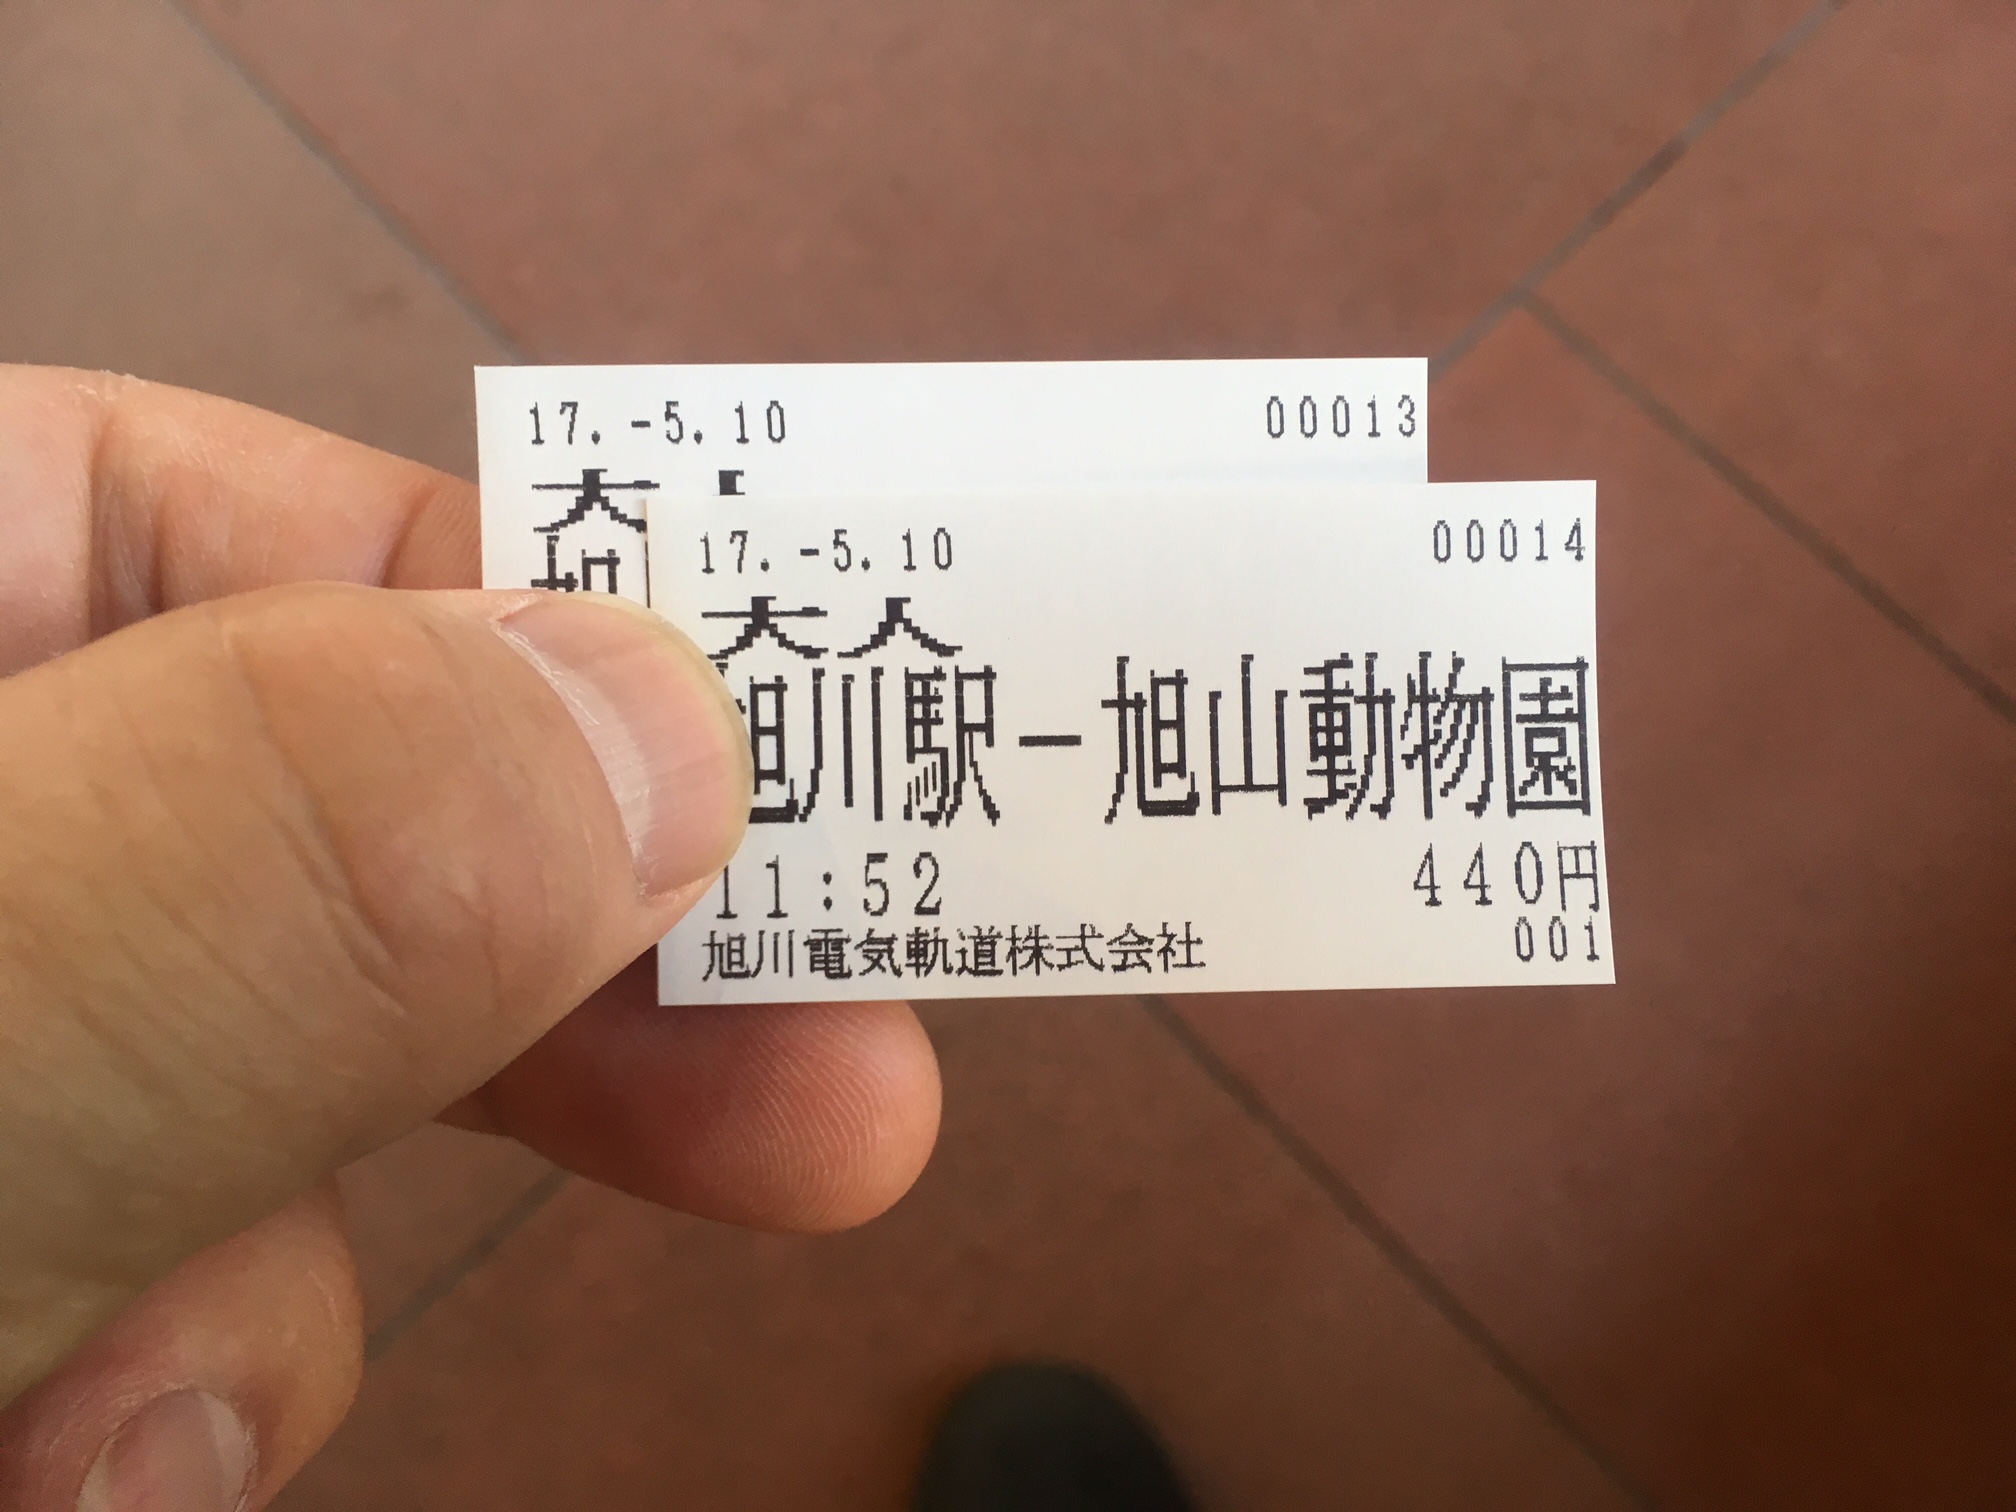 17.-5.10 00013
大
17.-5.10 00014
大人
旭川駅-旭山動物園
11:52 440円
旭川電気軌道株式会社 001